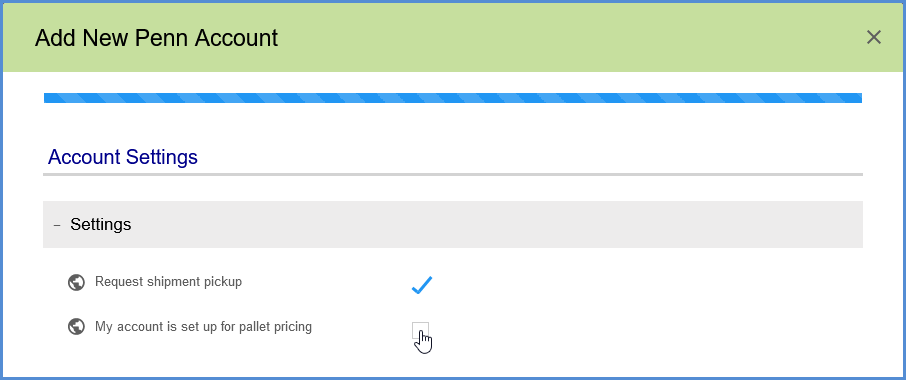 Add New Penn Account
Account Settings
Settings
Request shipment pickup
My account is set up for pallet pricing